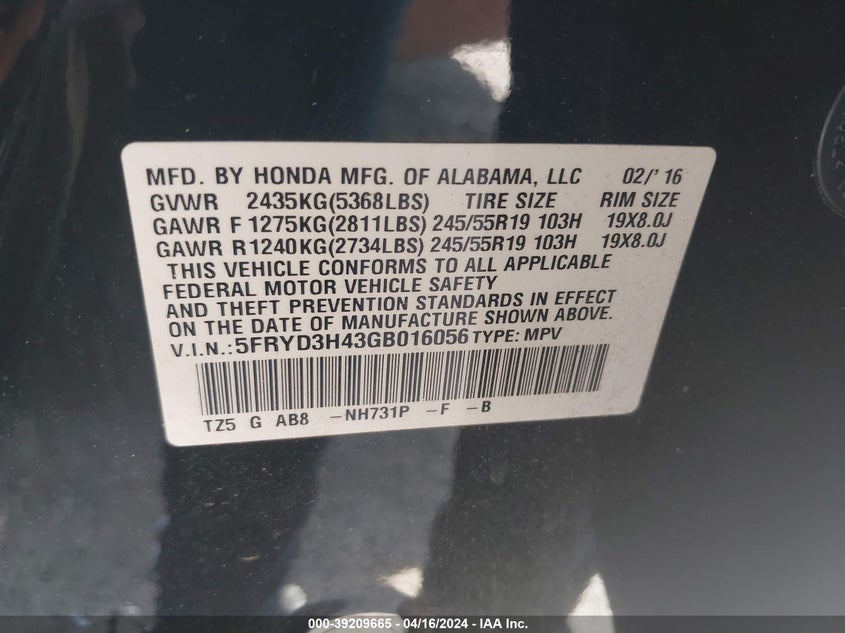 MFD. BY HONDA MFG. OF ALABAMA, LLC 02/' 16
GVWR 2435KG(5368LBS) TIRE SIZE RIM SIZE
GAWR F 1275KG(2811LBS) 245/55R19 103H 19X8.0J
GAWR R 1240KG(2734LBS) 245/55R19 103H 19X8.0J
THIS VEHICLE CONFORMS TO ALL APPLICABLE
FEDERAL MOTOR VEHICLE SAFETY
AND THEFT PREVENTION STANDARDS IN EFFECT
ON THE DATE OF MANUFACTURE SHOWN ABOVE.
V.I.N.: 5FRYD3H43GB016056 TYPE: MPV
TZ5 G AB8 -NH731P -F -B
000-39209665 / 04/16/2024 - IAA Inc.